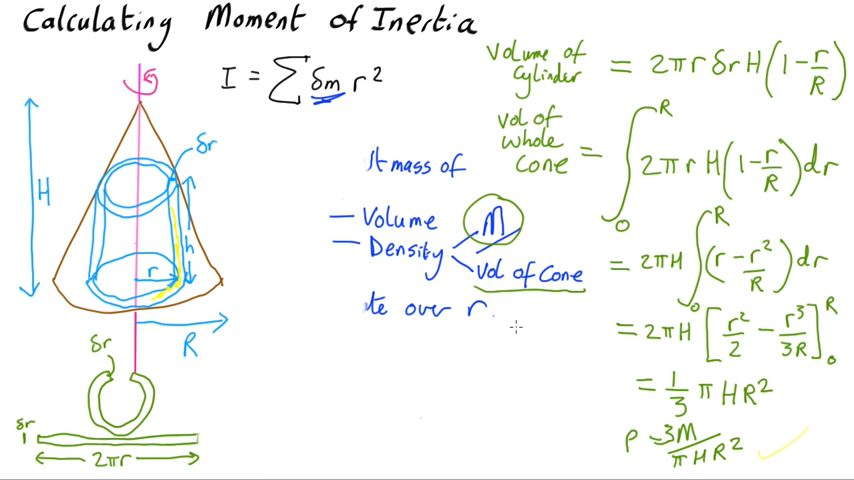 Calculating Moment of Inertia
I = ∑ δm r²
δr
H
h
r
R
δr
δr
2πr
It mass of
— Volume
— Density
M
Vol of Cone
te over r
Volume of cylinder = 2πr δr H(1 - r/R)
Vol of whole cone = ∫₀ᴿ 2πr H(1 - r/R) dr
= 2πH ∫₀ᴿ (r - r²/R) dr
= 2πH [r²/2 - r³/3R]₀ᴿ
= 1/3 π HR²
ρ = 3M/πHR²